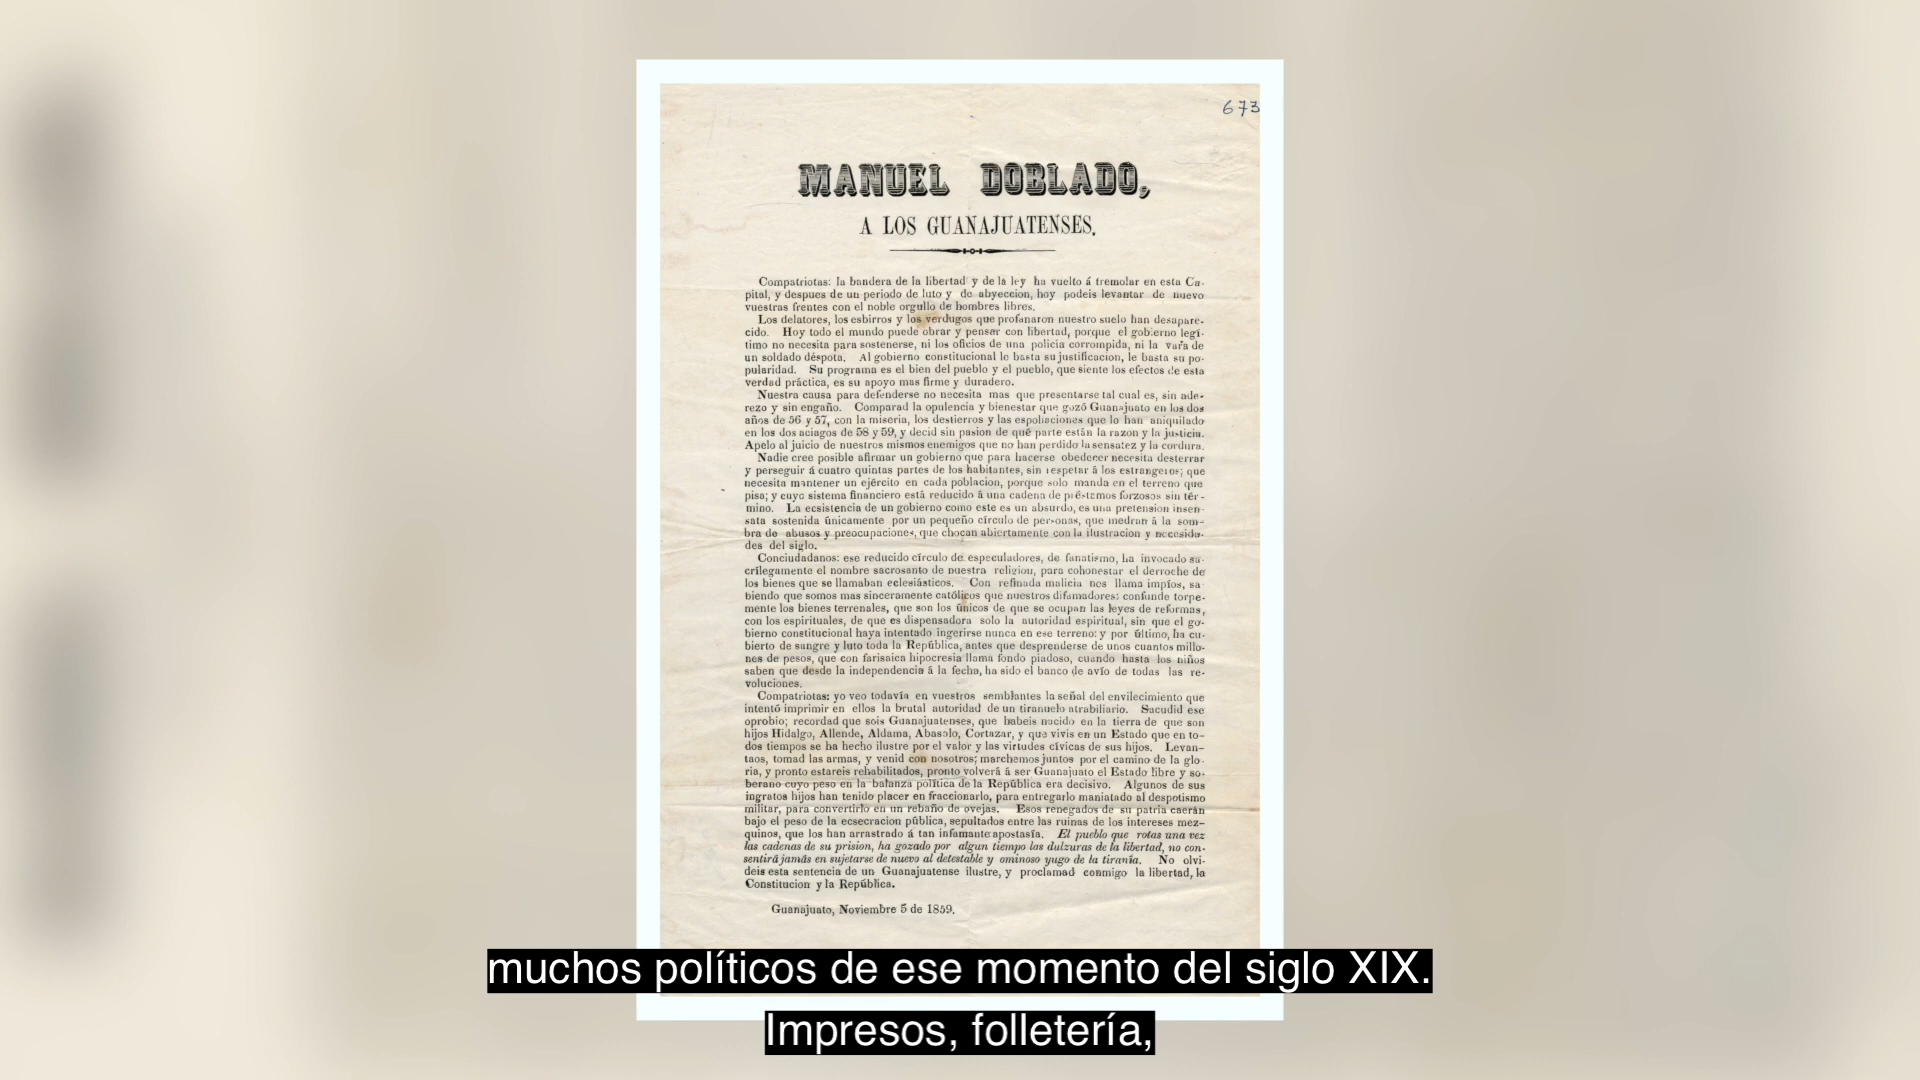 673
MANUEL DOBLADO,
A LOS GUANAJUATENSES.
Compatriotas: la bandera de la libertad y de la ley ha vuelto á tremolar en esta Ca-
pital, y despues de un periodo de luto y de abyeccion, hoy podeis levantar de nuevo
vuestras frentes con el noble orgullo de hombres libres.
Los delatores, los esbirros y los verdugos que profanaron nuestro suelo han desapare-
cido. Hoy todo el mundo puede obrar y pensar con libertad, porque el gobierno legí-
timo no necesita para sostenerse, ni los oficios de una policia corrompida, ni la vara de
un soldado déspota. Al gobierno constitucional le basta su justificacion, le basta su po-
pularidad. Su programa es el bien del pueblo y el pueblo, que siente los efectos de esta
verdad práctica, es su apoyo mas firme y duradero.
Nuestra causa para defenderse no necesita mas que presentarse tal cual es, sin ade-
rezo y sin engaño. Comparad la opulencia y bienestar que gozó Guanajuato en los dos
años de 56 y 57, con la miseria, los destierros y las espoliaciones que lo han aniquilado
en los dos aciagos de 58 y 59, y decid sin pasion de qué parte están la razon y la justicia.
Apelo al juicio de nuestros mismos enemigos que no han perdido la sensatez y la cordura.
Nadie cree posible afirmar un gobierno que para hacerse obedecer necesita desterrar
y perseguir á cuatro quintas partes de los habitantes, sin respetar á los estrangeros; que
necesita mantener un ejército en cada poblacion, porque solo manda en el terreno que
pisa; y cuyo sistema financiero está reducido á una cadena de préstamos forzosos sin tér-
mino. La ecsistencia de un gobierno como este es un absurdo, es una pretension insen-
sata sostenida únicamente por un pequeño círculo de personas, que medran á la som-
bra de abusos y preocupaciones, que chocan abiertamente con la ilustracion y necesida-
des del siglo.
Conciudadanos: ese reducido círculo de especuladores, de fanatismo, ha invocado sa-
crílegamente el nombre sacrosanto de nuestra religion, para cohonestar el derroche de
los bienes que se llamaban eclesiásticos. Con refinada malicia nos llama impíos, sa-
biendo que somos mas sinceramente católicos que nuestros difamadores: confunde torpe-
mente los bienes terrenales, que son los únicos de que se ocupan las leyes de reformas,
con los espirituales, de que es dispensadora solo la autoridad espiritual, sin que el go-
bierno constitucional haya intentado ingerirse nunca en ese terreno: y por último, ha cu-
bierto de sangre y luto toda la República, antes que desprenderse de unos cuantos millo-
nes de pesos, que con farisaica hipocresia llama fondo piadoso, cuando hasta los niños
saben que desde la independencia á la fecha, ha sido el banco de avío de todas las re-
voluciones.
Compatriotas: yo veo todavía en vuestros semblantes la señal del envilecimiento que
intentó imprimir en ellos la brutal autoridad de un tiranuelo atrabiliario. Sacudid ese
oprobio; recordad que sois Guanajuatenses, que habeis nacido en la tierra de que son
hijos Hidalgo, Allende, Aldama, Abasolo, Cortazar, y que vivis en un Estado que en to-
dos tiempos se ha hecho ilustre por el valor y las virtudes cívicas de sus hijos. Levan-
taos, tomad las armas, y venid con nosotros; marchemos juntos por el camino de la glo-
ria, y pronto estareis rehabilitados, pronto volverá á ser Guanajuato el Estado libre y so-
berano cuyo peso en la balanza política de la República era decisivo. Algunos de sus
ingratos hijos han tenido placer en fraccionarlo, para entregarlo maniatado al despotismo
militar, para convertirlo en un rebaño de ovejas. Esos renegados de su patria caerán
bajo el peso de la ecsecracion pública, sepultados entre las ruinas de los intereses mez-
quinos, que los han arrastrado á tan infamante apostasía. El pueblo que rotas una vez
las cadenas de su prision, ha gozado por algun tiempo las dulzuras de la libertad, no con-
sentirá jamás en sujetarse de nuevo al detestable y ominoso yugo de la tiranía. No olvi-
deis esta sentencia de un Guanajuatense ilustre, y proclamad conmigo la libertad, la
Constitucion y la República.
Guanajuato, Noviembre 5 de 1859.
muchos políticos de ese momento del siglo XIX.
Impresos, folletería,